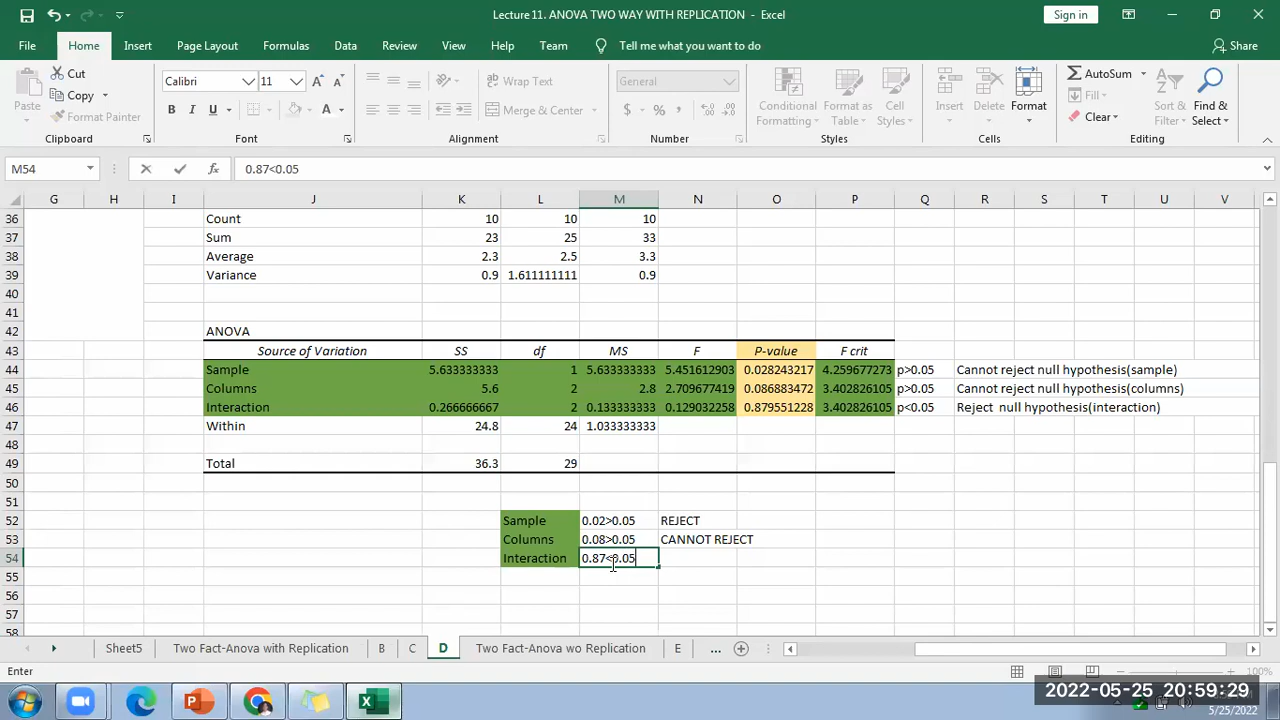 Lecture 11. ANOVA TWO WAY WITH REPLICATION - Excel
Sign in
File Home Insert Page Layout Formulas Data Review View Help Team Tell me what you want to do Share
Paste
Cut
Copy
Format Painter
Clipboard
Calibri 11
B I U
Font
Wrap Text
Merge & Center
Alignment
General
$ % ,
Number
Conditional Formatting
Format as Table
Cell Styles
Styles
Insert Delete Format
Cells
AutoSum
Fill
Clear
Sort & Filter
Find & Select
Editing
M54 fx 0.87<0.05
G H I J K L M N O P Q R S T U V
36 Count 10 10 10
37 Sum 23 25 33
38 Average 2.3 2.5 3.3
39 Variance 0.9 1.611111111 0.9
40
41
42 ANOVA
43 Source of Variation SS df MS F P-value F crit
44 Sample 5.633333333 1 5.633333333 5.451612903 0.028243217 4.259677273 p>0.05 Cannot reject null hypothesis(sample)
45 Columns 5.6 2 2.8 2.709677419 0.086883472 3.402826105 p>0.05 Cannot reject null hypothesis(columns)
46 Interaction 0.266666667 2 0.133333333 0.129032258 0.879551228 3.402826105 p<0.05 Reject null hypothesis(interaction)
47 Within 24.8 24 1.033333333
48
49 Total 36.3 29
50
51
52 Sample 0.02>0.05 REJECT
53 Columns 0.08>0.05 CANNOT REJECT
54 Interaction 0.87<0.05
55
56
57
58
Sheet5 Two Fact-Anova with Replication B C D Two Fact-Anova wo Replication E ...
Enter 100%
2022-05-25 20:59:29
5/25/2022